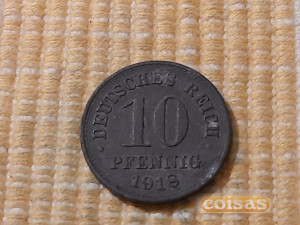 DEUTSCHES REICH
10
PFENNIG
1918
coisas